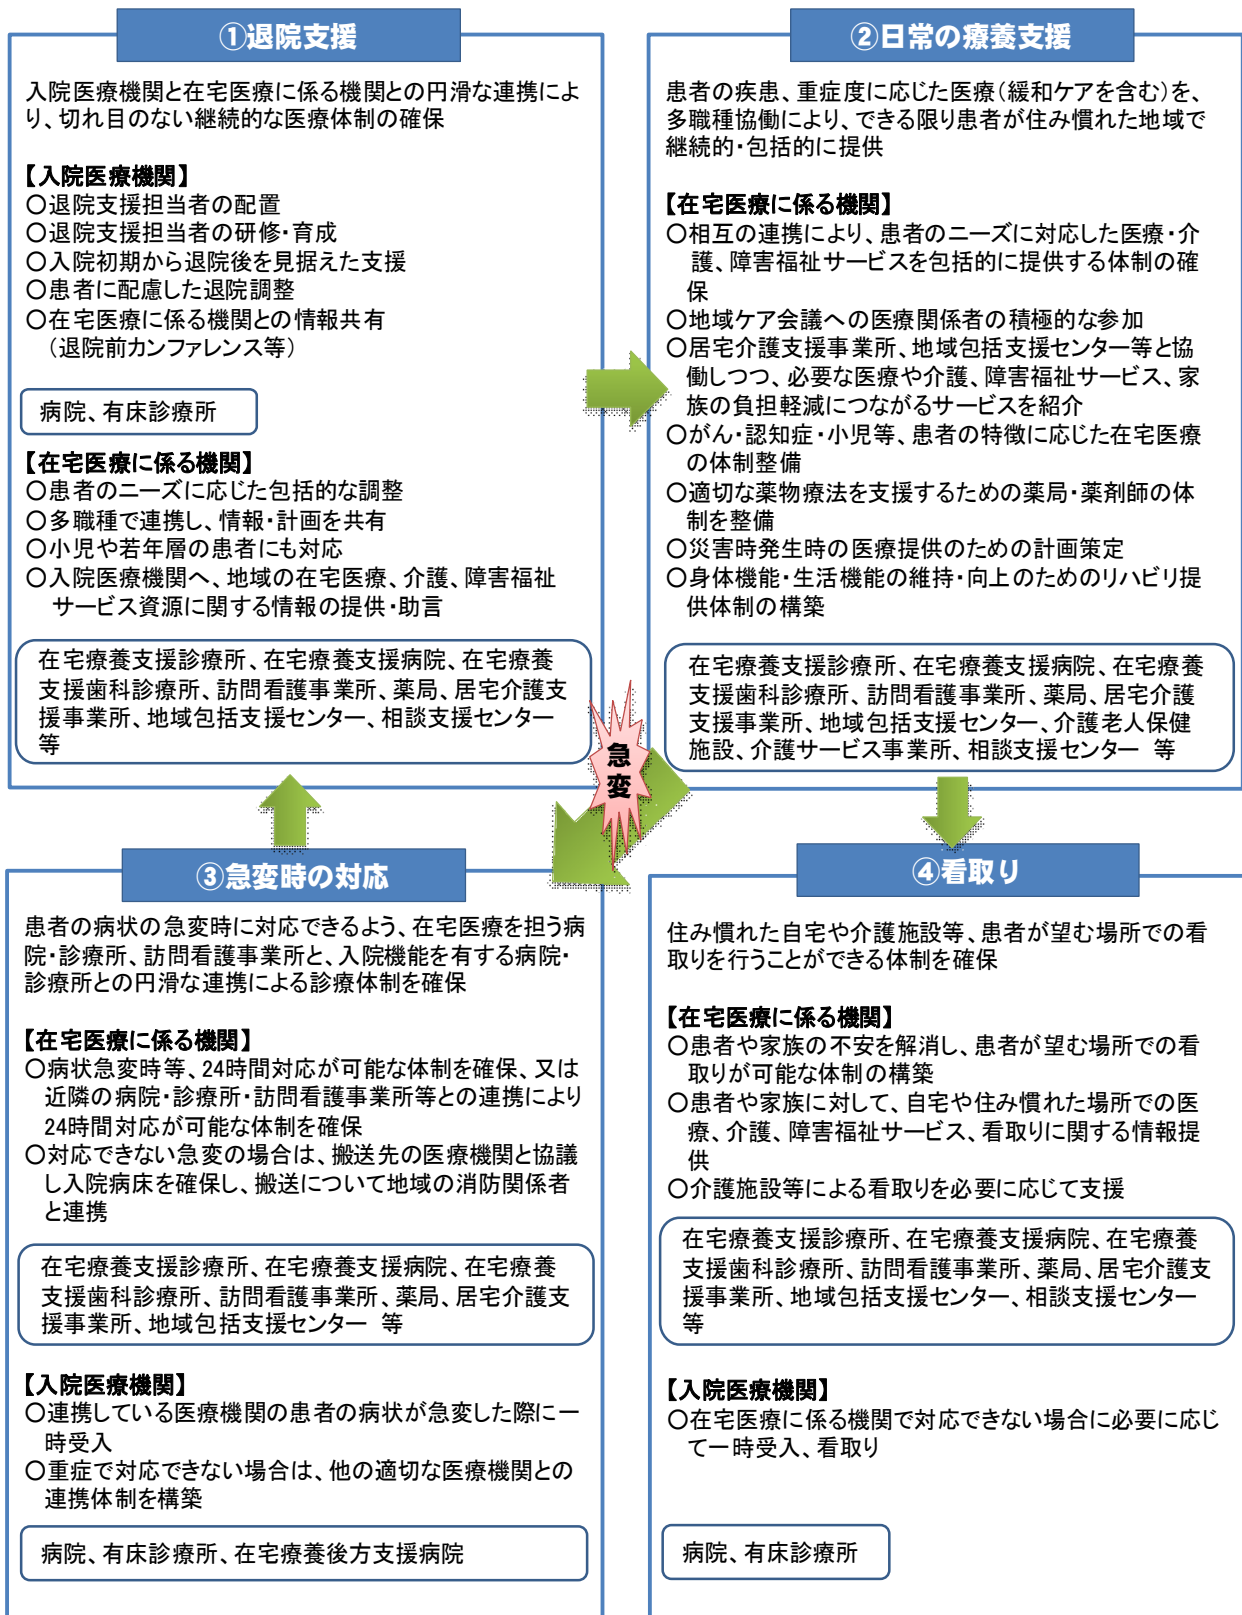 ①退院支援
入院医療機関と在宅医療に係る機関との円滑な連携によ
り、切れ目のない継続的な医療体制の確保
【入院医療機関】
○退院支援担当者の配置
○退院支援担当者の研修・育成
○入院初期から退院後を見据えた支援
○患者に配慮した退院調整
○在宅医療に係る機関との情報共有
（退院前カンファレンス等）
病院、有床診療所
【在宅医療に係る機関】
○患者のニーズに応じた包括的な調整
○多職種で連携し、情報・計画を共有
○小児や若年層の患者にも対応
○入院医療機関へ、地域の在宅医療、介護、障害福祉
サービス資源に関する情報の提供・助言
在宅療養支援診療所、在宅療養支援病院、在宅療養
支援歯科診療所、訪問看護事業所、薬局、居宅介護支
援事業所、地域包括支援センター、相談支援センター
等
②日常の療養支援
患者の疾患、重症度に応じた医療（緩和ケアを含む）を、
多職種協働により、できる限り患者が住み慣れた地域で
継続的・包括的に提供
【在宅医療に係る機関】
○相互の連携により、患者のニーズに対応した医療・介
護、障害福祉サービスを包括的に提供する体制の確
保
○地域ケア会議への医療関係者の積極的な参加
○居宅介護支援事業所、地域包括支援センター等と協
働しつつ、必要な医療や介護、障害福祉サービス、家
族の負担軽減につながるサービスを紹介
○がん・認知症・小児等、患者の特徴に応じた在宅医療
の体制整備
○適切な薬物療法を支援するための薬局・薬剤師の体
制を整備
○災害時発生時の医療提供のための計画策定
○身体機能・生活機能の維持・向上のためのリハビリ提
供体制の構築
在宅療養支援診療所、在宅療養支援病院、在宅療養
支援歯科診療所、訪問看護事業所、薬局、居宅介護
支援事業所、地域包括支援センター、介護老人保健
施設、介護サービス事業所、相談支援センター 等
急
変
③急変時の対応
患者の病状の急変時に対応できるよう、在宅医療を担う病
院・診療所、訪問看護事業所と、入院機能を有する病院・
診療所との円滑な連携による診療体制を確保
【在宅医療に係る機関】
○病状急変時等、24時間対応が可能な体制を確保、又は
近隣の病院・診療所・訪問看護事業所等との連携により
24時間対応が可能な体制を確保
○対応できない急変の場合は、搬送先の医療機関と協議
し入院病床を確保し、搬送について地域の消防関係者
と連携
在宅療養支援診療所、在宅療養支援病院、在宅療養
支援歯科診療所、訪問看護事業所、薬局、居宅介護支
援事業所、地域包括支援センター 等
【入院医療機関】
○連携している医療機関の患者の病状が急変した際に一
時受入
○重症で対応できない場合は、他の適切な医療機関との
連携体制を構築
病院、有床診療所、在宅療養後方支援病院
④看取り
住み慣れた自宅や介護施設等、患者が望む場所での看
取りを行うことができる体制を確保
【在宅医療に係る機関】
○患者や家族の不安を解消し、患者が望む場所での看
取りが可能な体制の構築
○患者や家族に対して、自宅や住み慣れた場所での医
療、介護、障害福祉サービス、看取りに関する情報提
供
○介護施設等による看取りを必要に応じて支援
在宅療養支援診療所、在宅療養支援病院、在宅療養
支援歯科診療所、訪問看護事業所、薬局、居宅介護支
援事業所、地域包括支援センター、相談支援センター
等
【入院医療機関】
○在宅医療に係る機関で対応できない場合に必要に応じ
て一時受入、看取り
病院、有床診療所